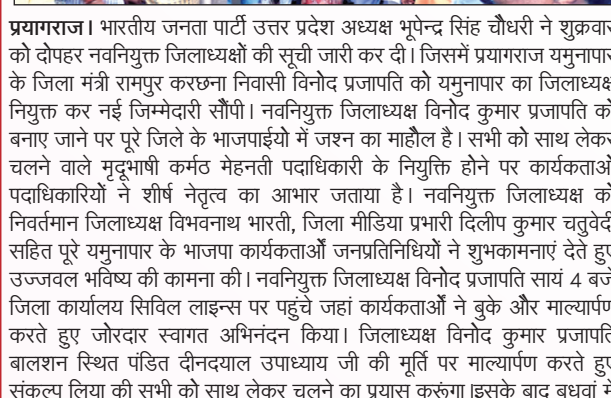 प्रयागराज। भारतीय जनता पार्टी उत्तर प्रदेश अध्यक्ष भूपेन्द्र सिंह चौधरी ने शुक्रवार
को दोपहर नवनियुक्त जिलाध्यक्षों की सूची जारी कर दी। जिसमें प्रयागराज यमुनापार
के जिला मंत्री रामपुर करछना निवासी विनोद प्रजापति को यमुनापार का जिलाध्यक्ष
नियुक्त कर नई जिम्मेदारी सौंपी। नवनियुक्त जिलाध्यक्ष विनोद कुमार प्रजापति के
बनाए जाने पर पूरे जिले के भाजपाईयो में जश्न का माहौल है। सभी को साथ लेकर
चलने वाले मृदुभाषी कर्मठ मेहनती पदाधिकारी के नियुक्ति होने पर कार्यकताओं
पदाधिकारियों ने शीर्ष नेतृत्व का आभार जताया है। नवनियुक्त जिलाध्यक्ष को
निवर्तमान जिलाध्यक्ष विभवनाथ भारती, जिला मीडिया प्रभारी दिलीप कुमार चतुर्वेदी
सहित पूरे यमुनापार के भाजपा कार्यकताओं जनप्रतिनिधियों ने शुभकामनाएं देते हुए
उज्जवल भविष्य की कामना की। नवनियुक्त जिलाध्यक्ष विनोद प्रजापति सायं 4 बजे
जिला कार्यालय सिविल लाइन्स पर पहुंचे जहां कार्यकताओं ने बुके और माल्यार्पण
करते हुए जोरदार स्वागत अभिनंदन किया। जिलाध्यक्ष विनोद कुमार प्रजापति
बालशन स्थित पंडित दीनदयाल उपाध्याय जी की मूर्ति पर माल्यार्पण करते हुए
संकल्प लिया की सभी को साथ लेकर चलने का प्रयास करूंगा।इसके बाद बुधवां में